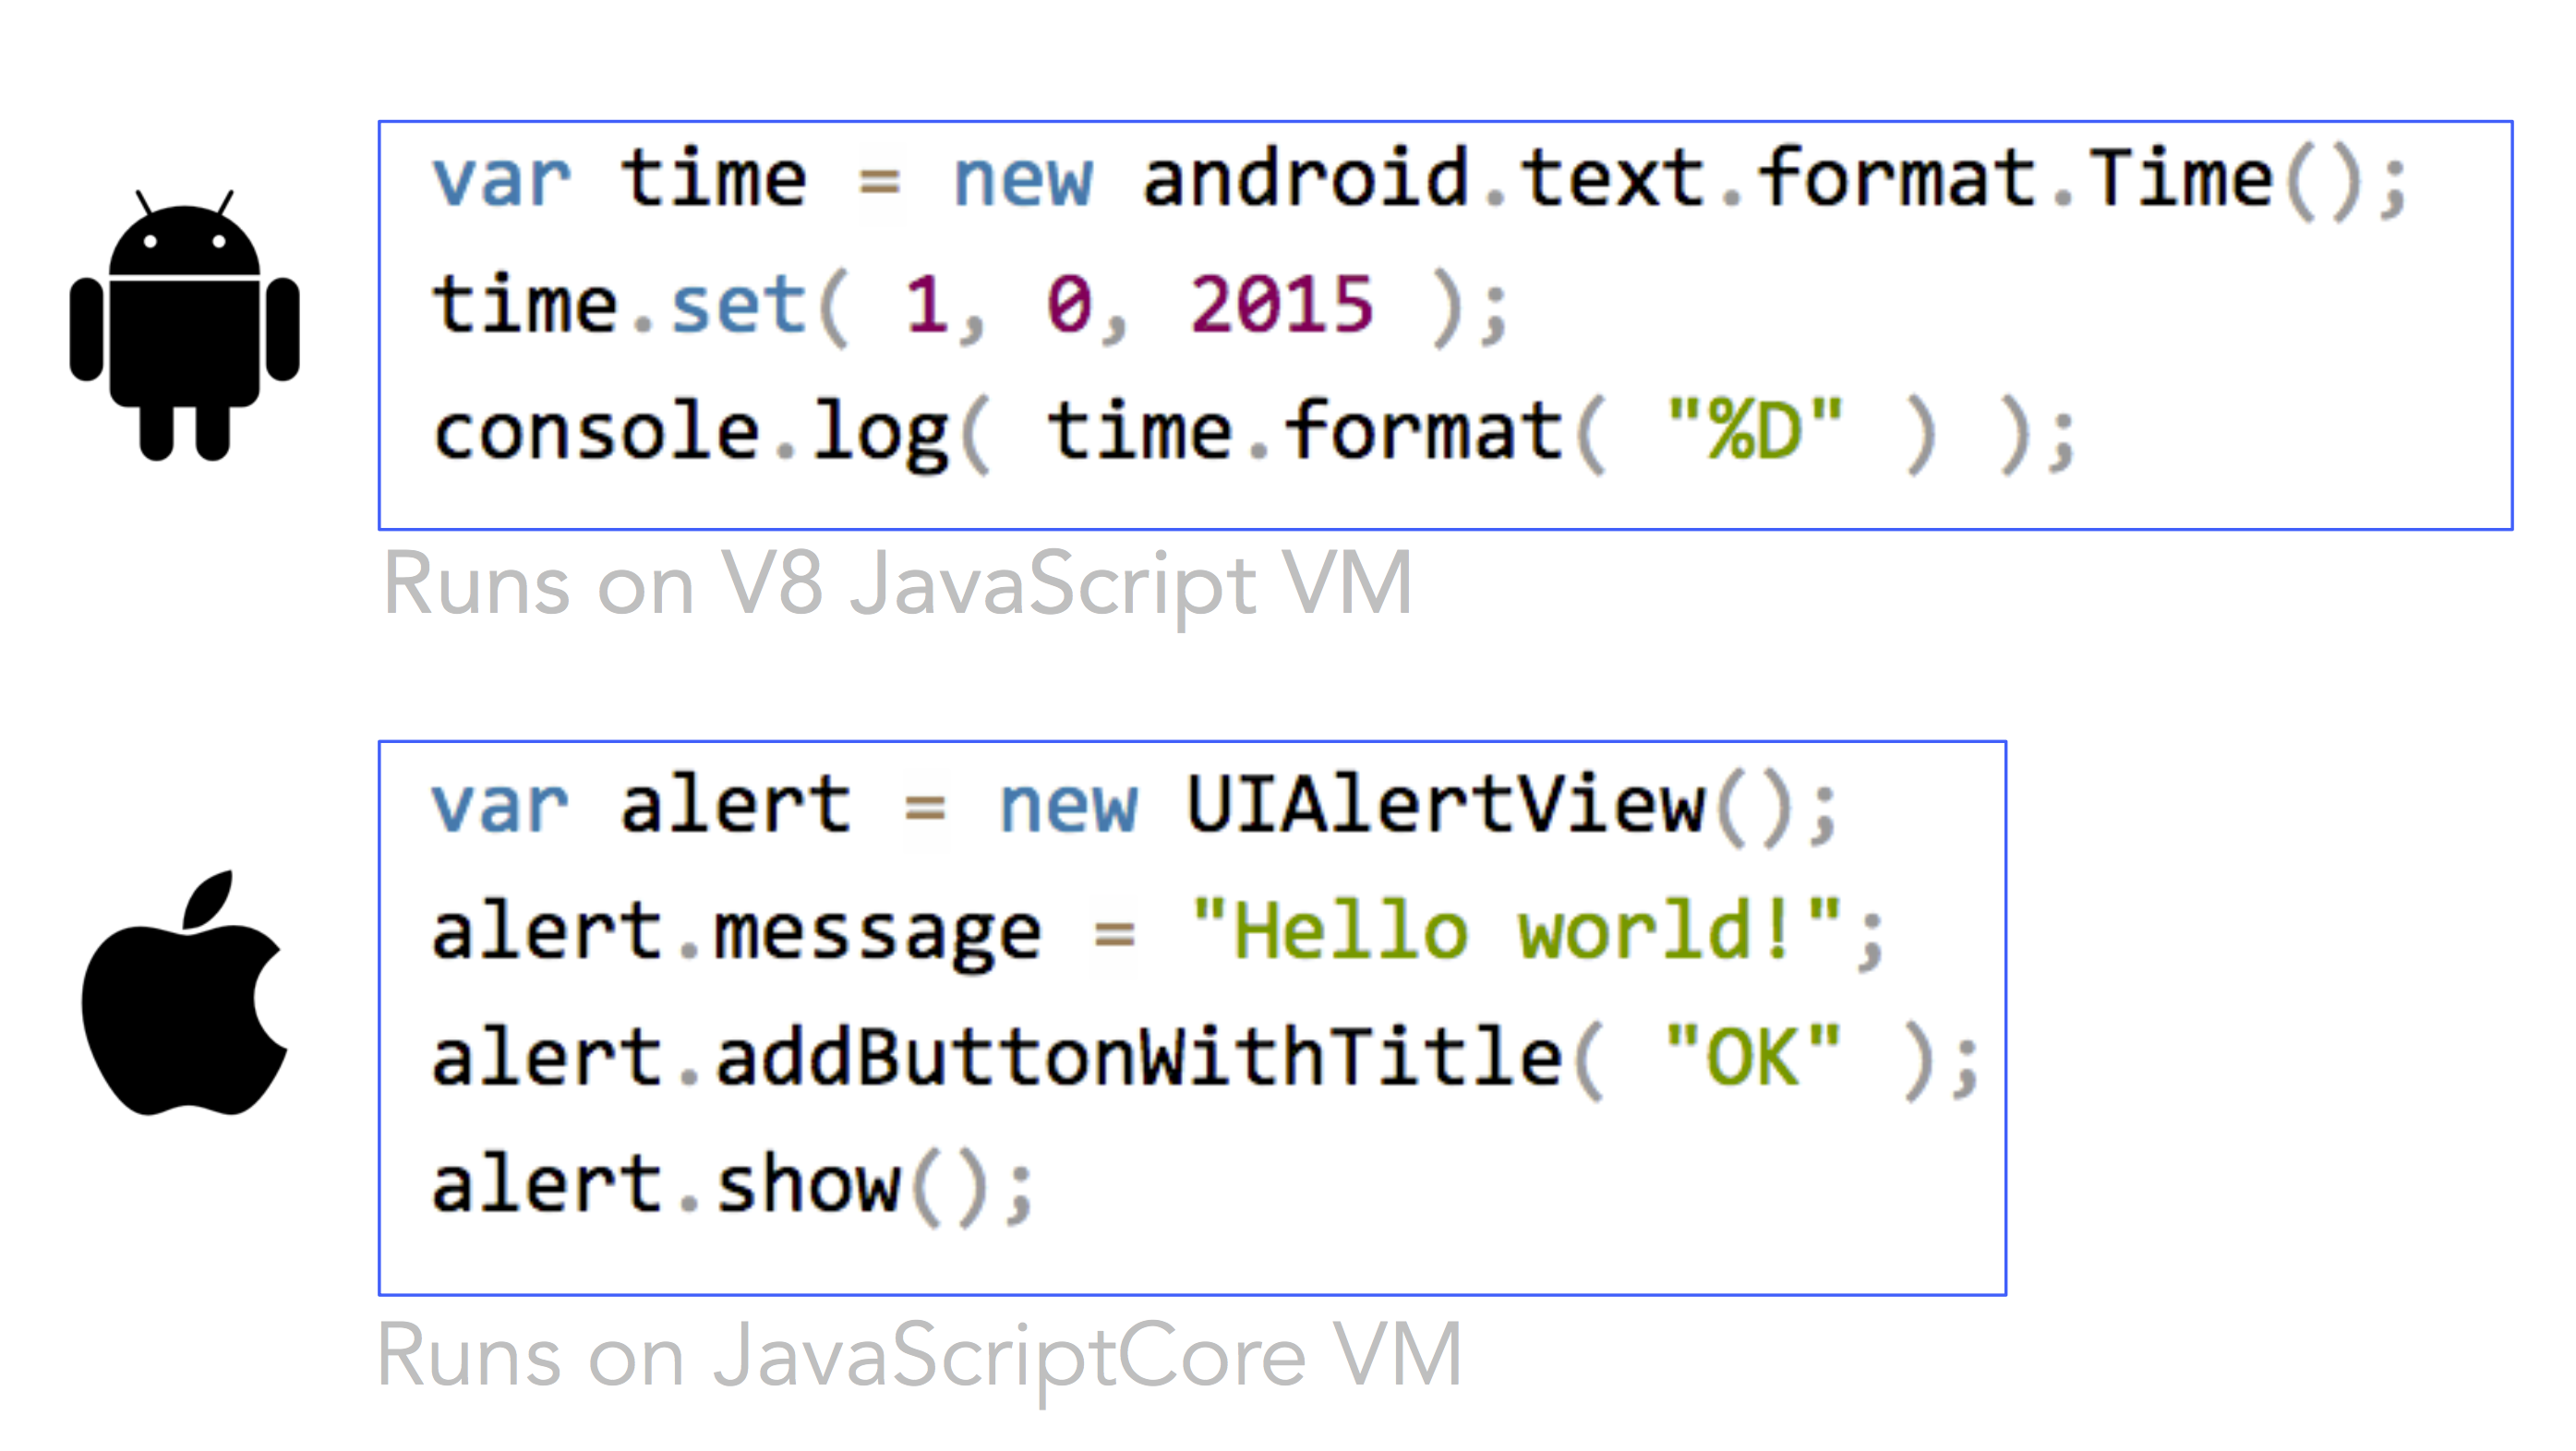 var time = new android.text.format.Time();
time.set( 1, 0, 2015 );
console.log( time.format( "%D" ) );
Runs on V8 JavaScript VM
var alert = new UIAlertView();
alert.message = "Hello world!";
alert.addButtonWithTitle( "OK" );
alert.show();
Runs on JavaScriptCore VM